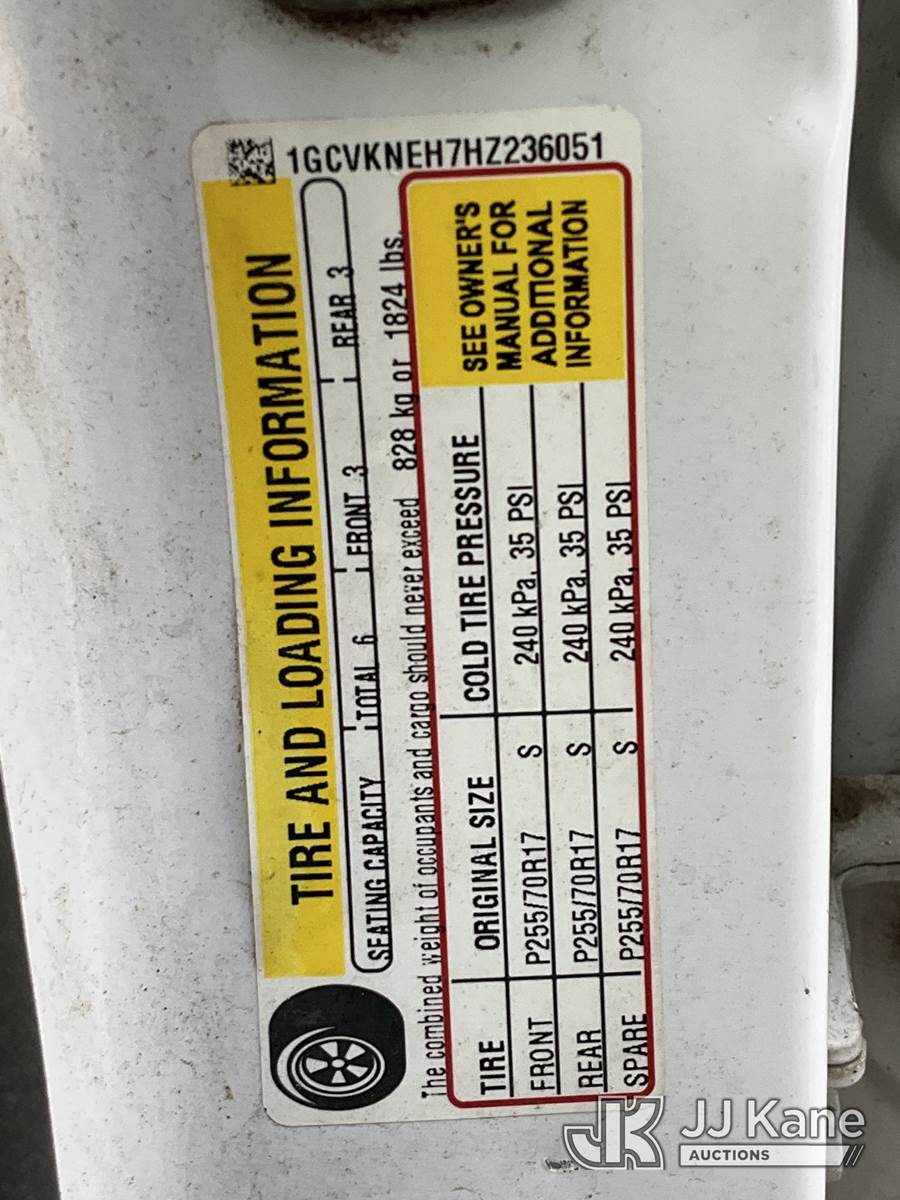 1GCVKNEH7HZ236051
TIRE AND LOADING INFORMATION
SEATING CAPACITY TOTAL 6 FRONT 3 REAR 3
The combined weight of occupants and cargo should never exceed 828 kg or 1824 lbs.
TIRE ORIGINAL SIZE COLD TIRE PRESSURE
FRONT P255/70R17 S 240 kPa, 35 PSI
REAR P255/70R17 S 240 kPa, 35 PSI
SPARE P255/70R17 S 240 kPa, 35 PSI
SEE OWNER'S
MANUAL FOR
ADDITIONAL
INFORMATION
JK JJ Kane
AUCTIONS